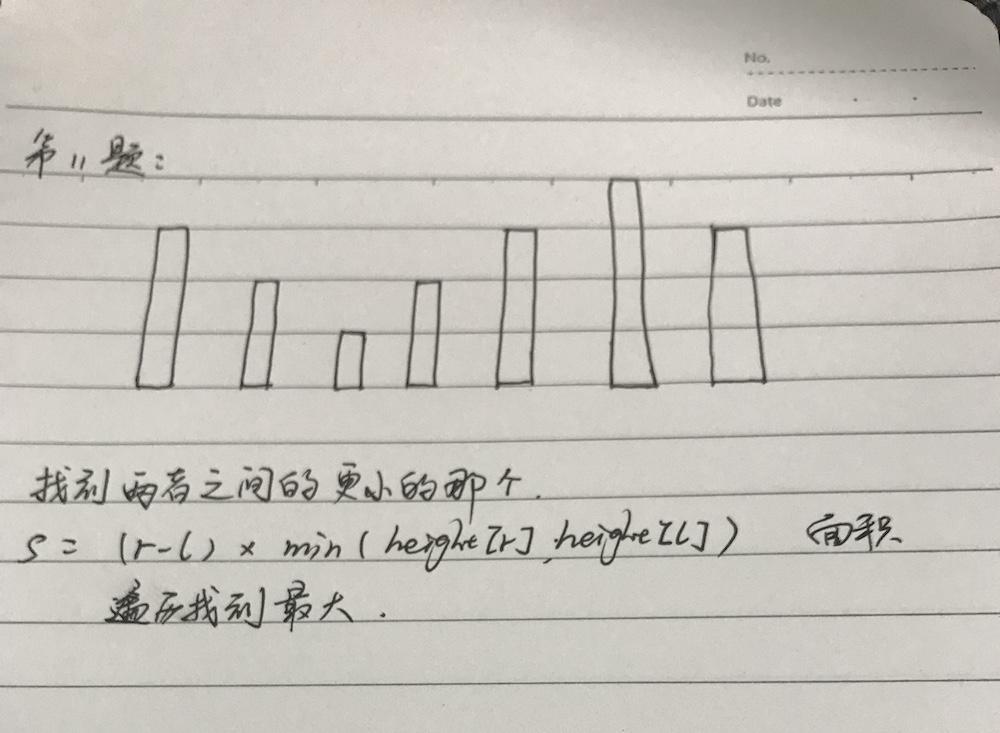 No.
Date
第11题：
找到两者之间的更小的那个.
S = (r-l) × min(height[r],height[l]) 面积
遍历找到最大.